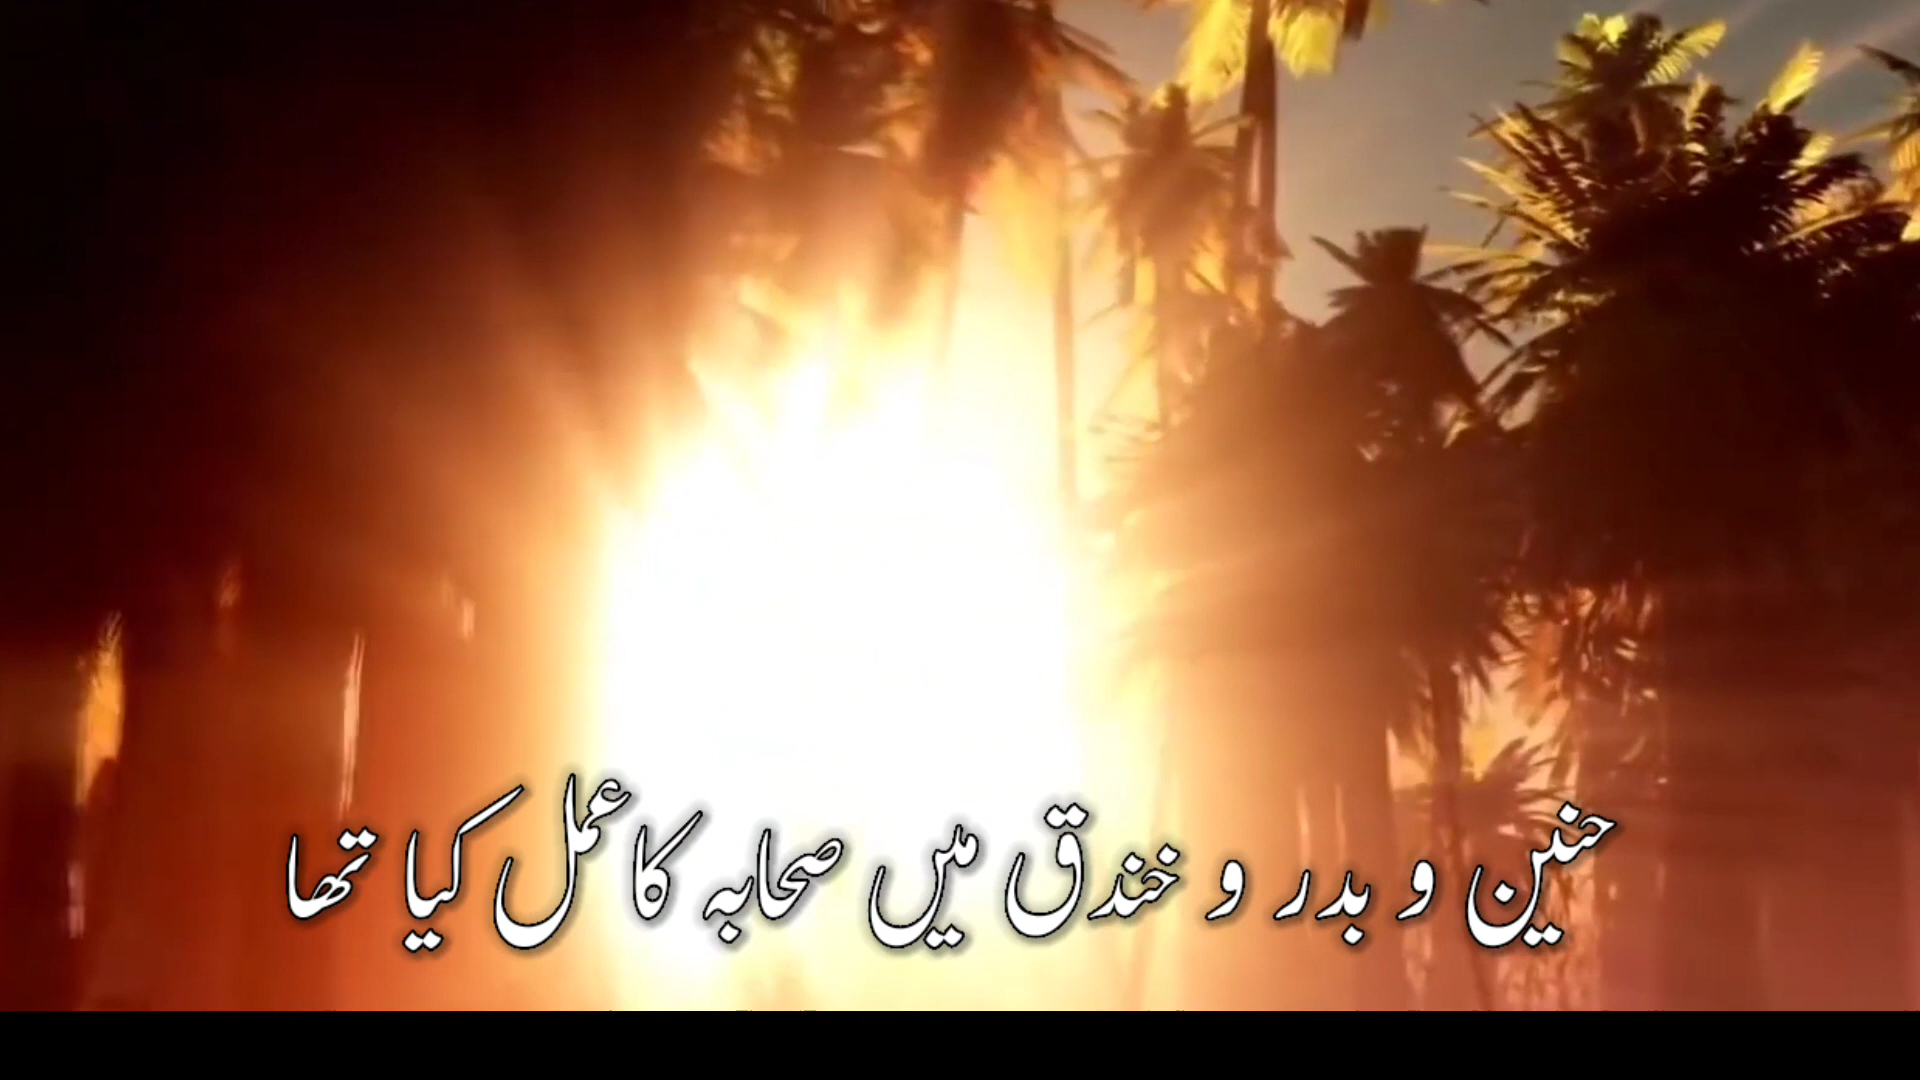 حنین و بدر و خندق میں صحابہ کا عمل کیا تھا